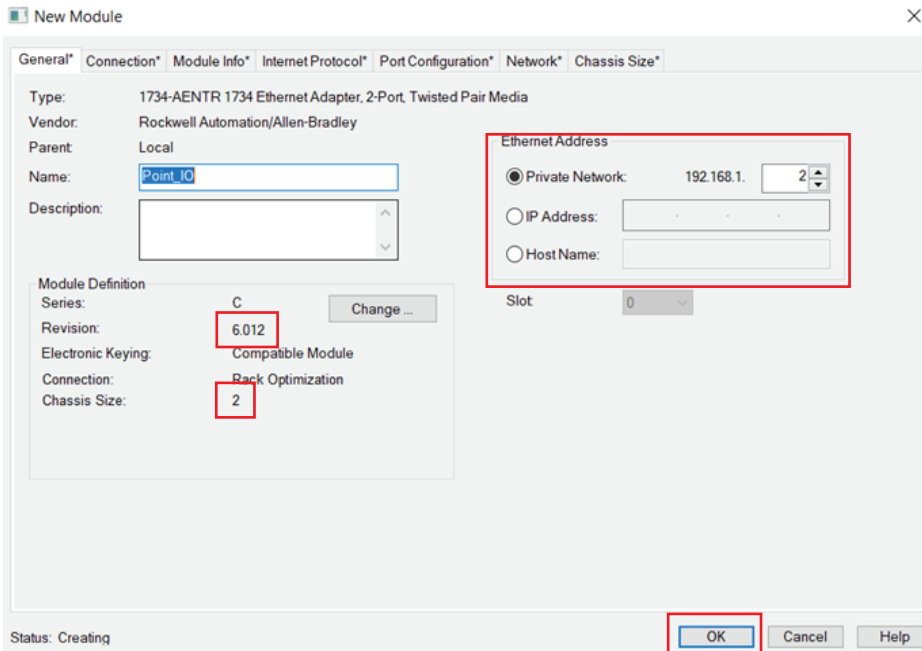 New Module
General* Connection* Module Info* Internet Protocol* Port Configuration* Network* Chassis Size*
Type: 1734-AENTR 1734 Ethernet Adapter, 2-Port, Twisted Pair Media
Vendor: Rockwell Automation/Allen-Bradley
Parent: Local
Name: Point_IO
Description:
Module Definition
Series: C
Change ...
Revision: 6.012
Electronic Keying: Compatible Module
Connection: Rack Optimization
Chassis Size: 2
Ethernet Address
Private Network: 192.168.1. 2
IP Address: . . .
Host Name:
Slot: 0
Status: Creating
OK Cancel Help